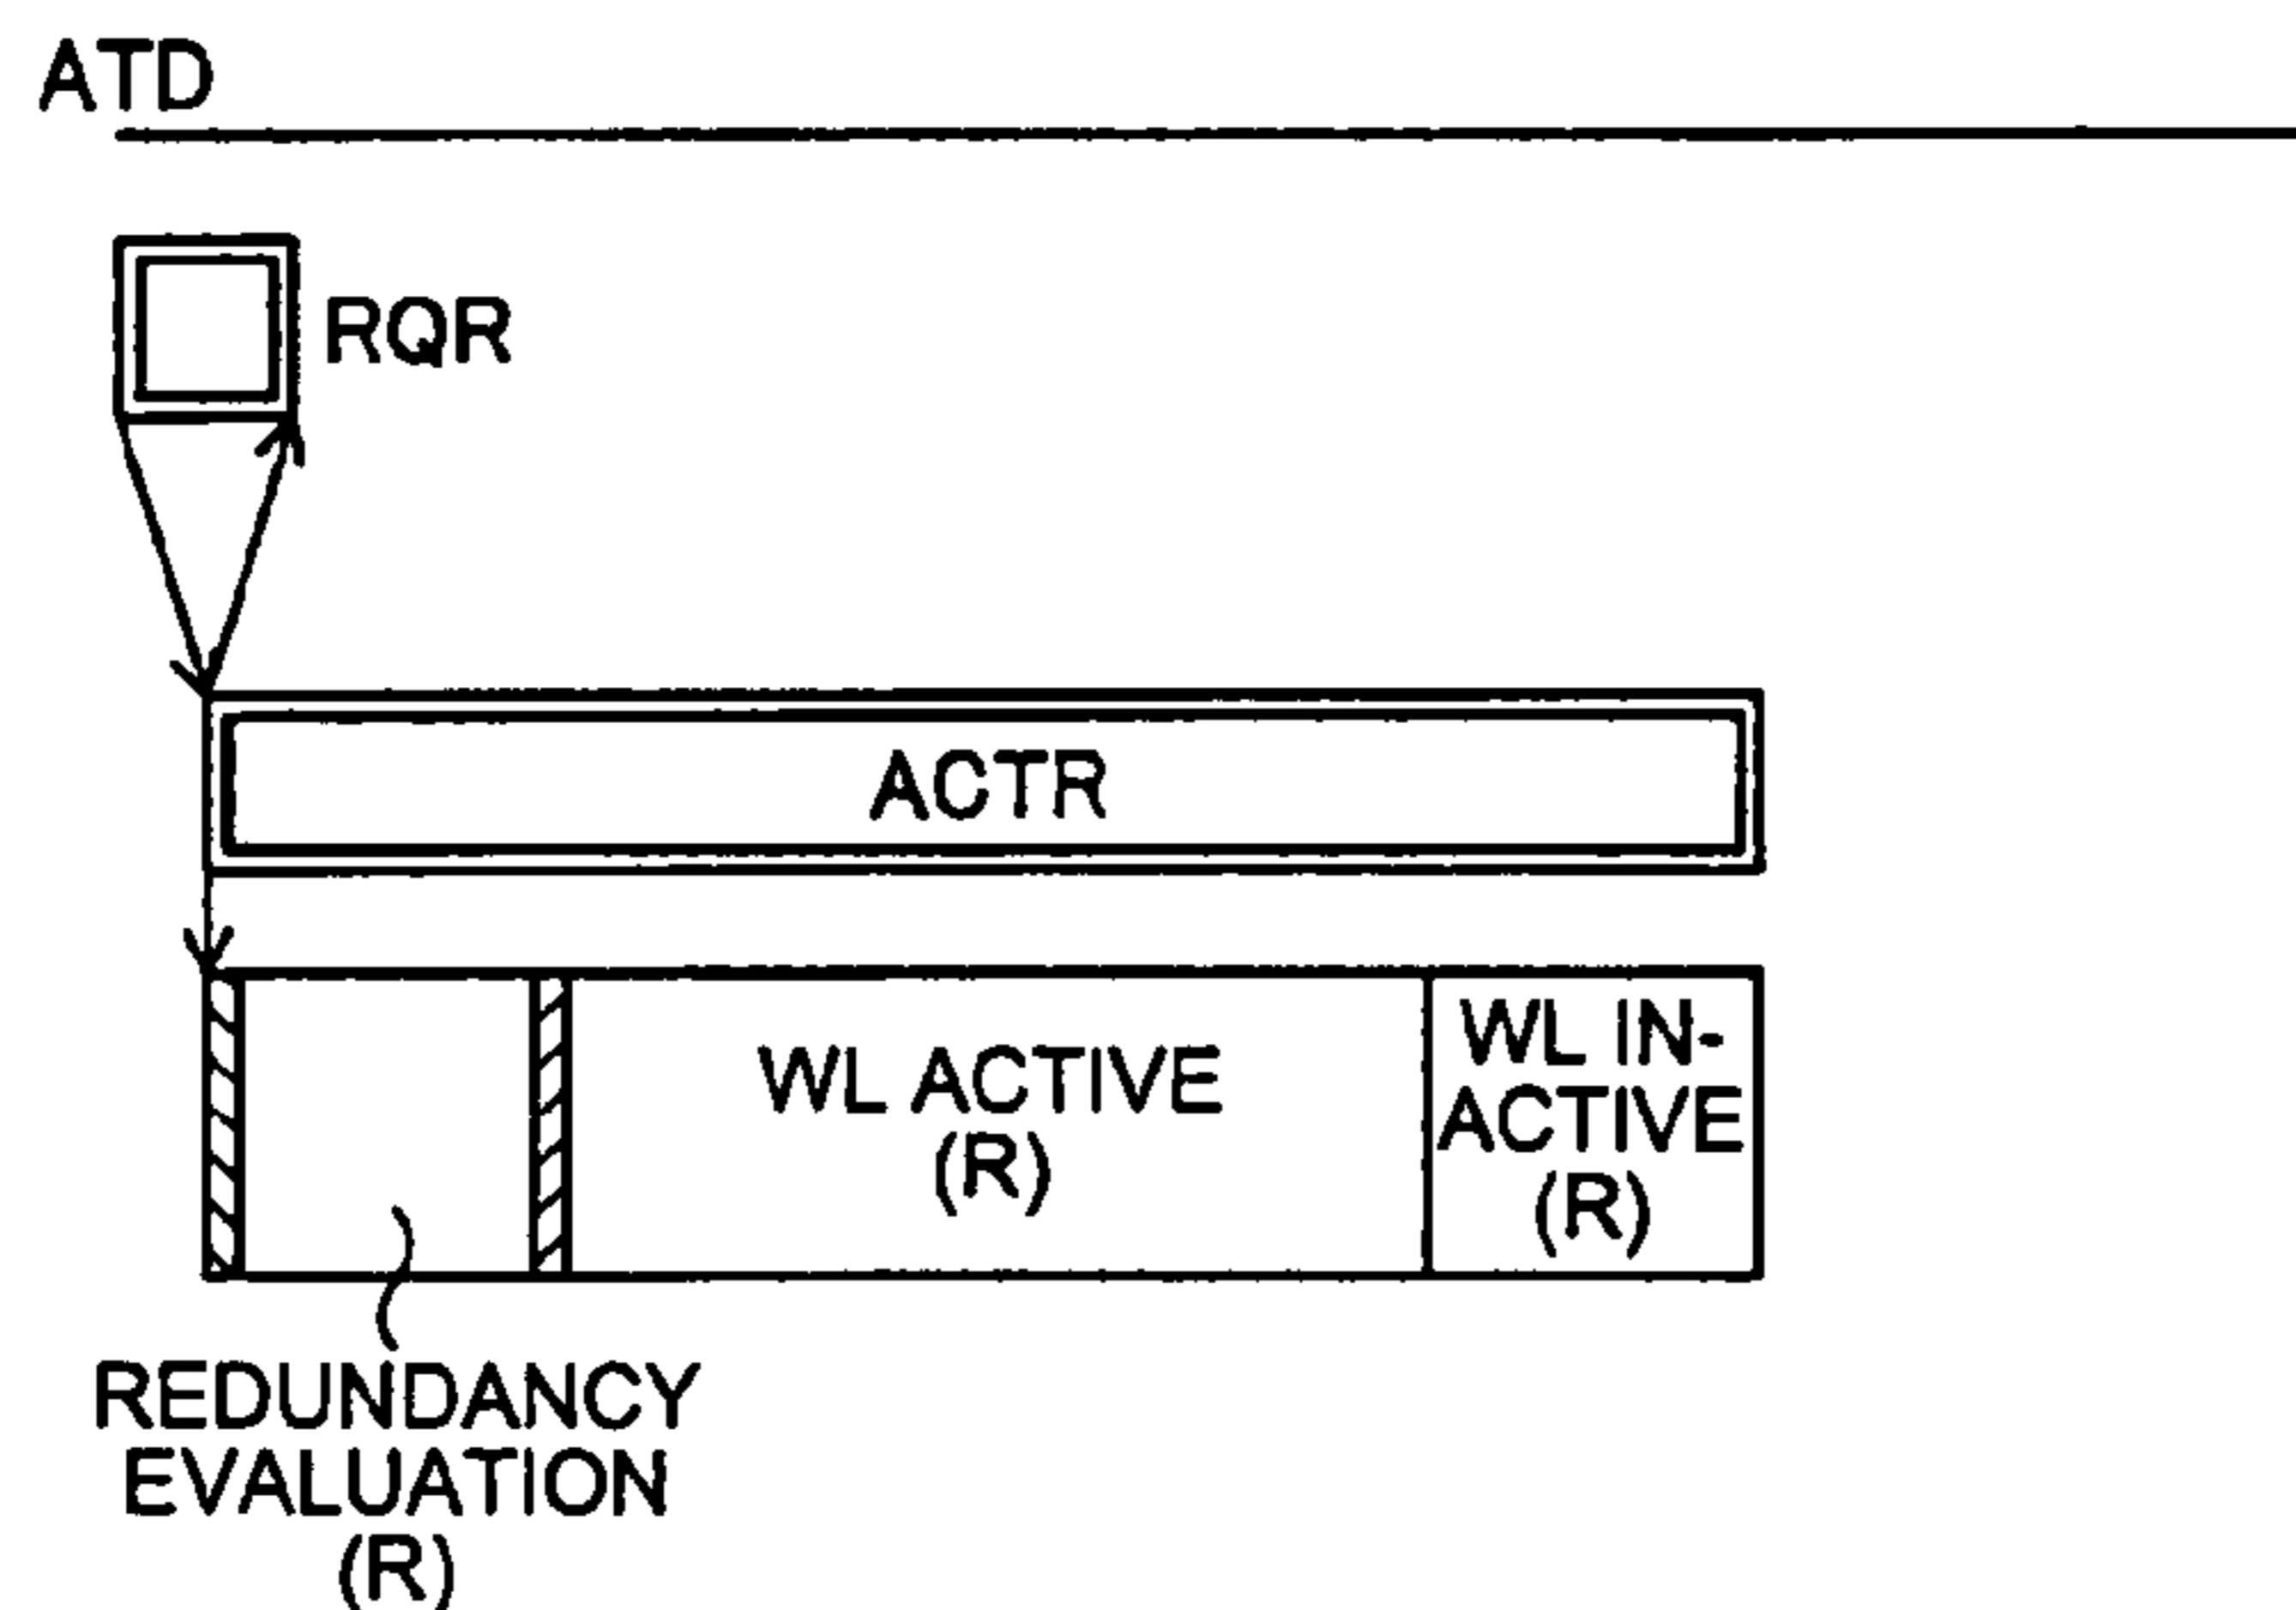 ATD
RQR
ACTR
WL ACTIVE
(R)
WL IN-
ACTIVE
(R)
REDUNDANCY
EVALUATION
(R)